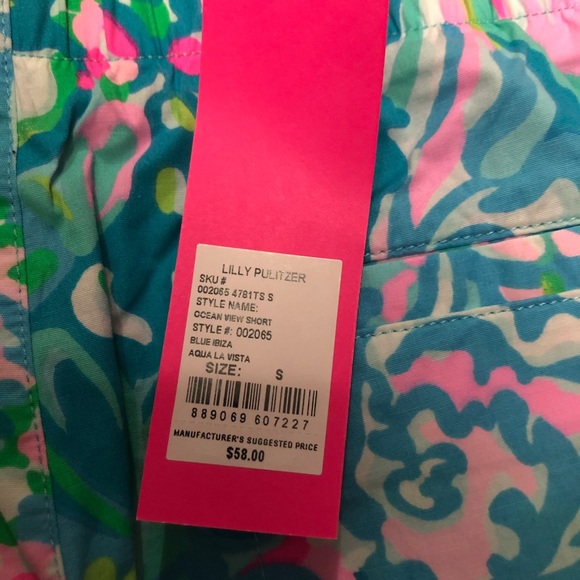 LILLY PULITZER
SKU #
002065 4781TS S
STYLE NAME:
OCEAN VIEW SHORT
STYLE #: 002065
BLUE IBIZA
AQUA LA VISTA
SIZE: S
889069 607227
MANUFACTURER'S SUGGESTED PRICE
$58.00